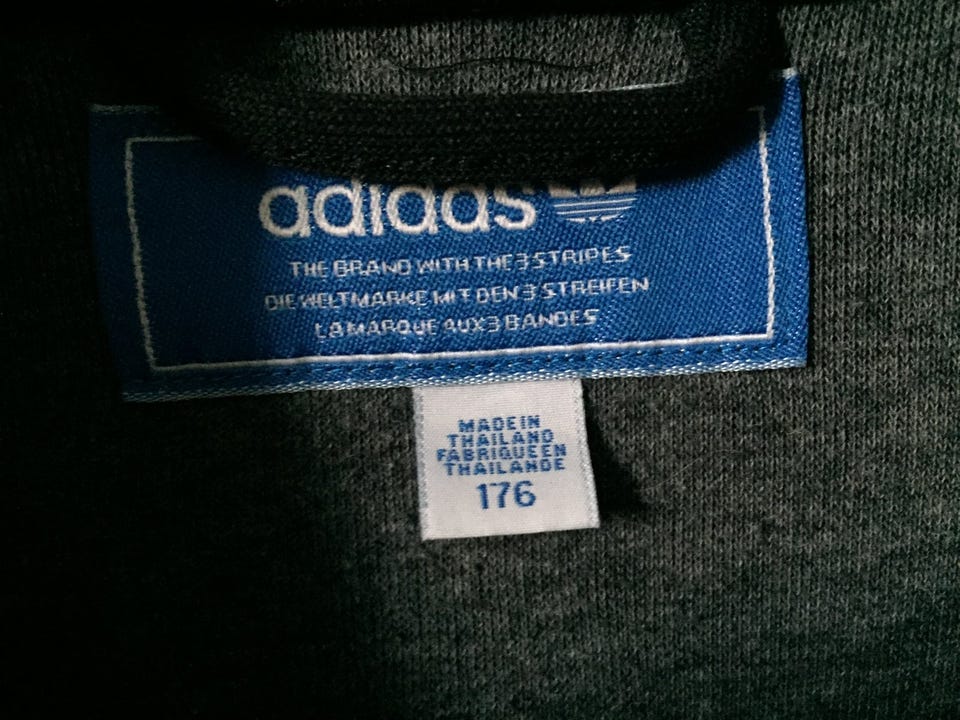 adidas
THE BRAND WITH THE 3 STRIPES
DIE WELTMARKE MIT DEN 3 STREIFEN
LA MARQUE AUX 3 BANDES
MADE IN
THAILAND
FABRIQUE EN
THAILANDE
176